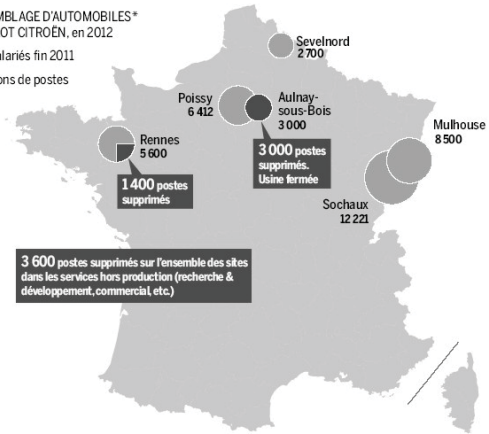 MBLAGE D'AUTOMOBILES*
OT CITROËN, en 2012
lariés fin 2011
ons de postes
Sevelnord
2 700
Poissy
6 412
Aulnay-
sous-Bois
3 000
Mulhouse
8 500
Rennes
5 600
3 000 postes
supprimés.
Usine fermée
1 400 postes
supprimés
Sochaux
12 221
3 600 postes supprimés sur l'ensemble des sites
dans les services hors production (recherche &
développement, commercial, etc.)